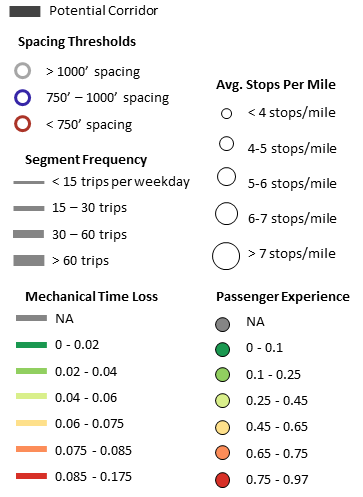 Potential Corridor
Spacing Thresholds
> 1000’ spacing
750’ – 1000’ spacing
< 750’ spacing
Segment Frequency
< 15 trips per weekday
15 – 30 trips
30 – 60 trips
> 60 trips
Avg. Stops Per Mile
< 4 stops/mile
4-5 stops/mile
5-6 stops/mile
6-7 stops/mile
> 7 stops/mile
Mechanical Time Loss
NA
0 - 0.02
0.02 - 0.04
0.04 - 0.06
0.06 - 0.075
0.075 - 0.085
0.085 - 0.175
Passenger Experience
NA
0 - 0.1
0.1 - 0.25
0.25 - 0.45
0.45 - 0.65
0.65 - 0.75
0.75 - 0.97